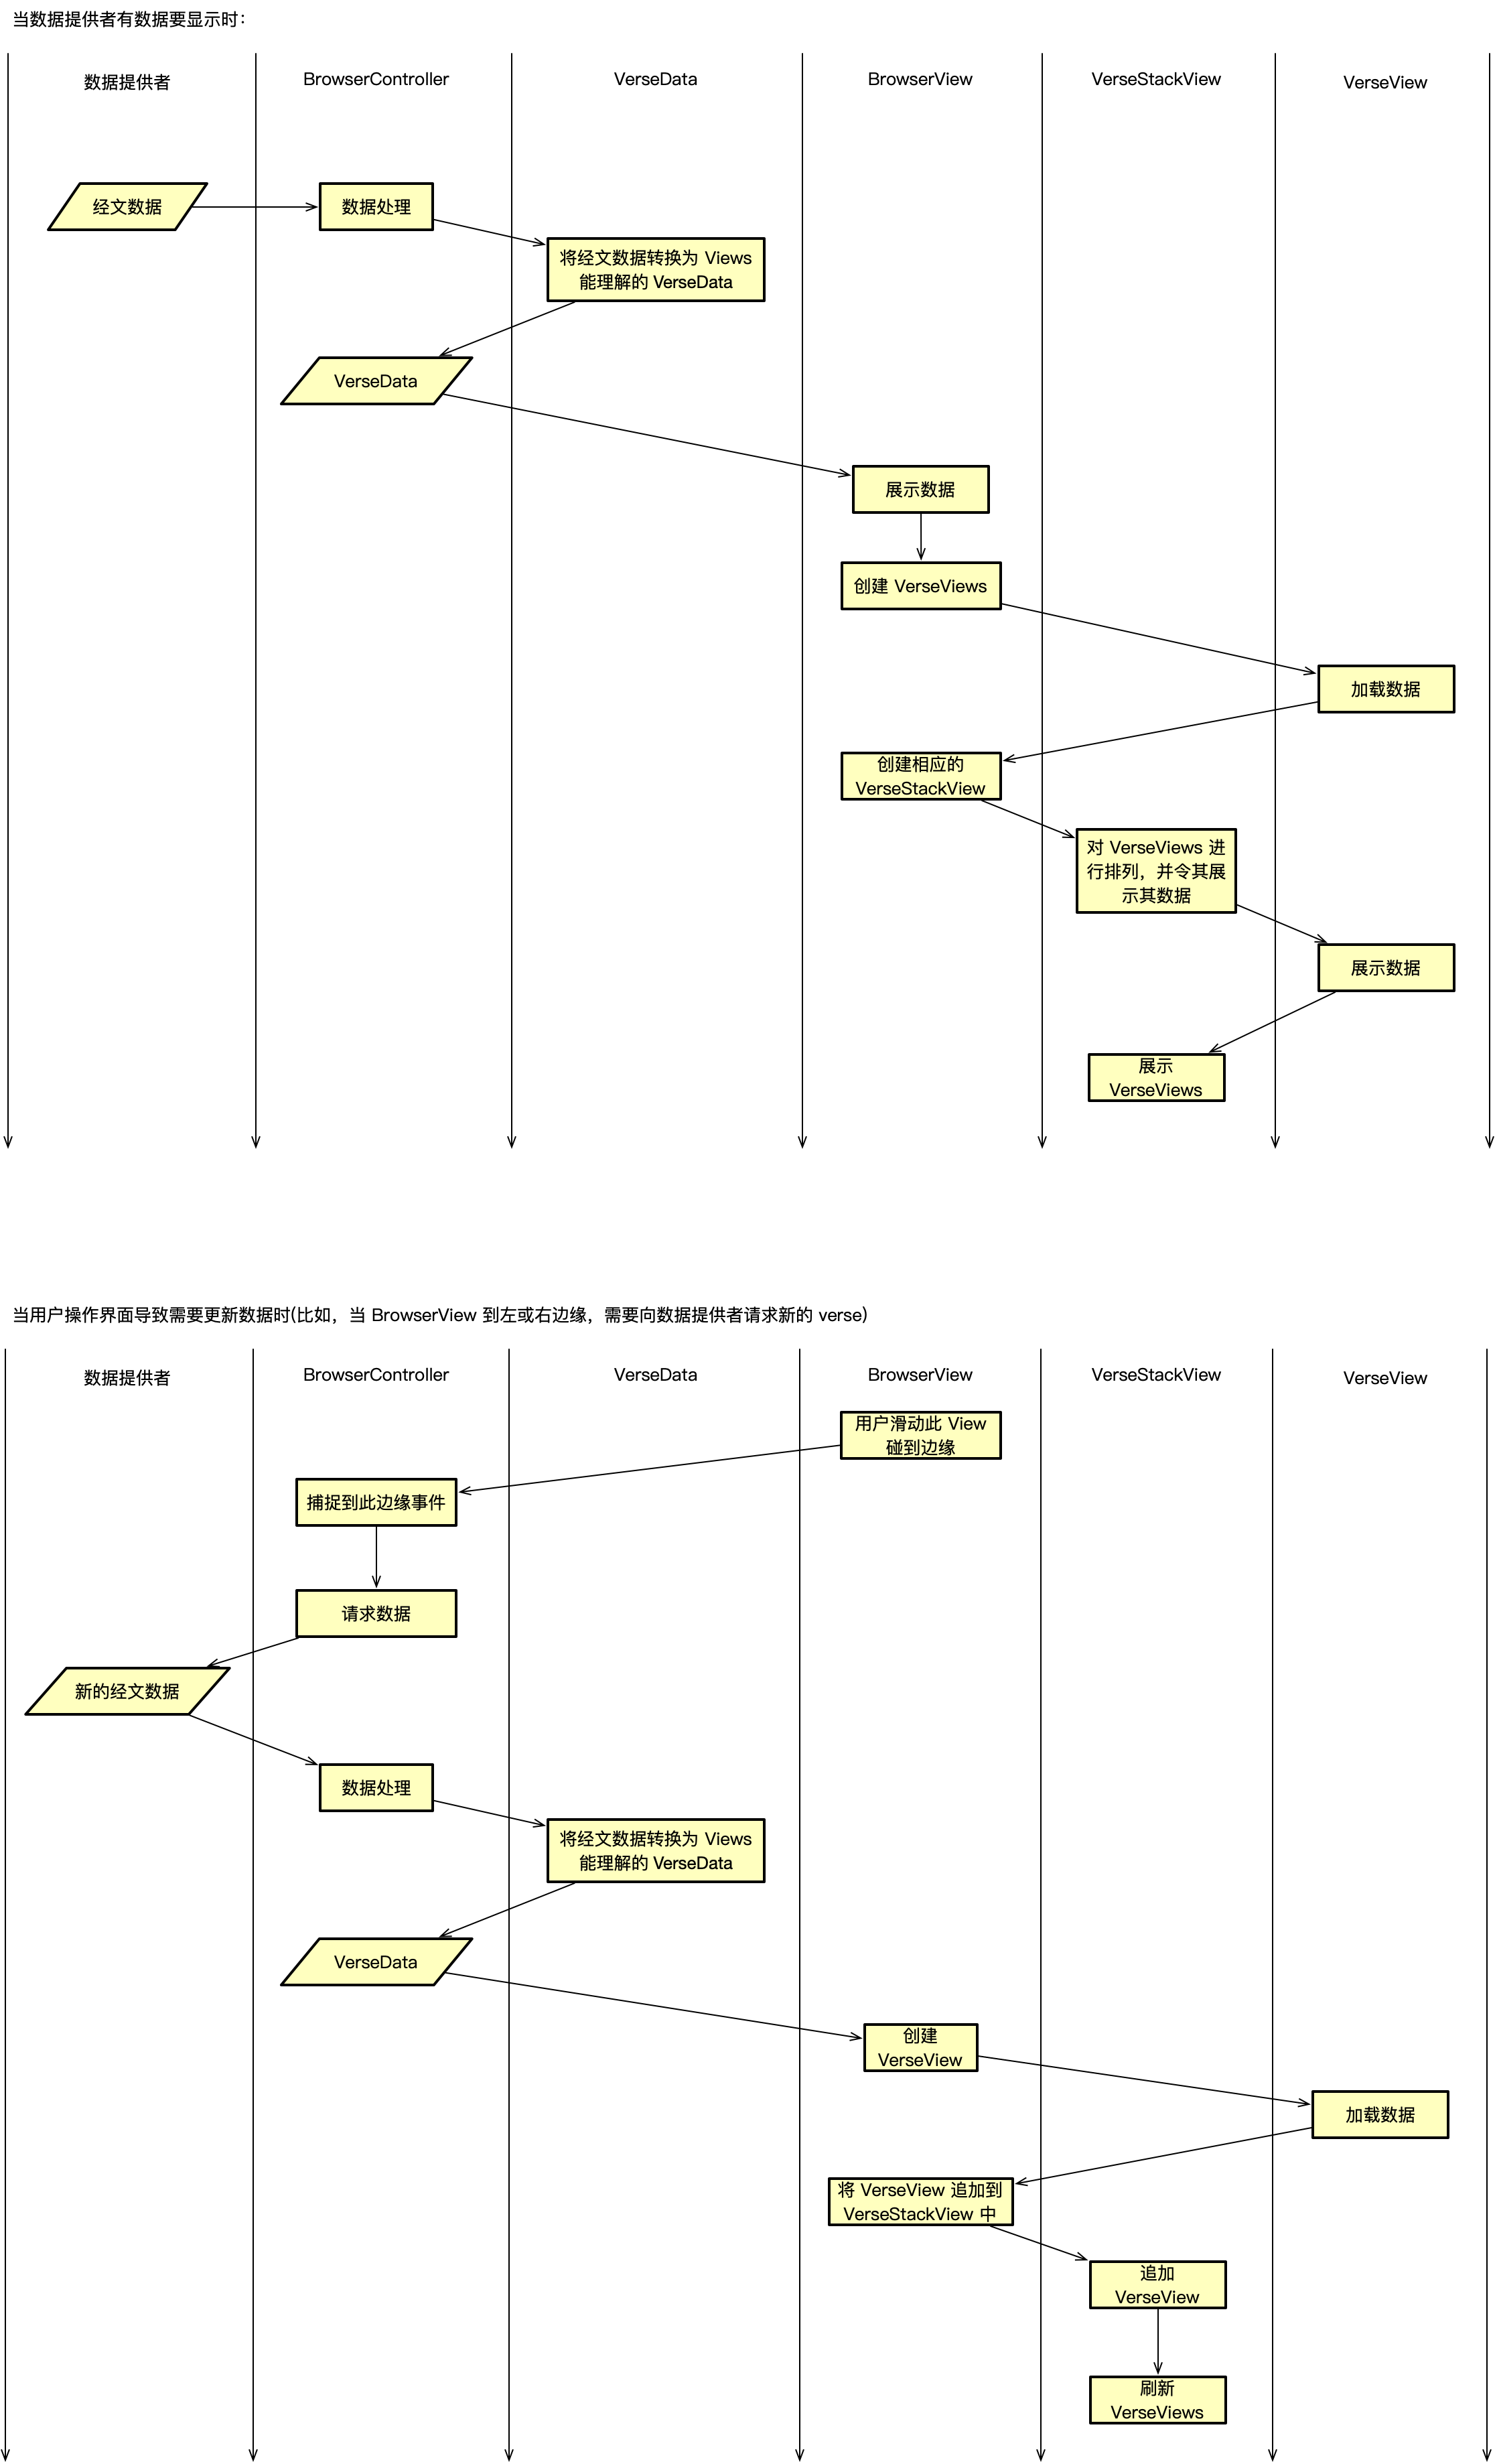 当数据提供者有数据要显示时：
数据提供者
BrowserController
VerseData
BrowserView
VerseStackView
VerseView
经文数据
数据处理
将经文数据转换为 Views
能理解的 VerseData
VerseData
展示数据
创建 VerseViews
加载数据
创建相应的
VerseStackView
对 VerseViews 进
行排列，并令其展
示其数据
展示数据
展示
VerseViews
当用户操作界面导致需要更新数据时(比如，当 BrowserView 到左或右边缘，需要向数据提供者请求新的 verse)
数据提供者
BrowserController
VerseData
BrowserView
VerseStackView
VerseView
用户滑动此 View
碰到边缘
捕捉到此边缘事件
请求数据
新的经文数据
数据处理
将经文数据转换为 Views
能理解的 VerseData
VerseData
创建
VerseView
加载数据
将 VerseView 追加到
VerseStackView 中
追加
VerseView
刷新
VerseViews